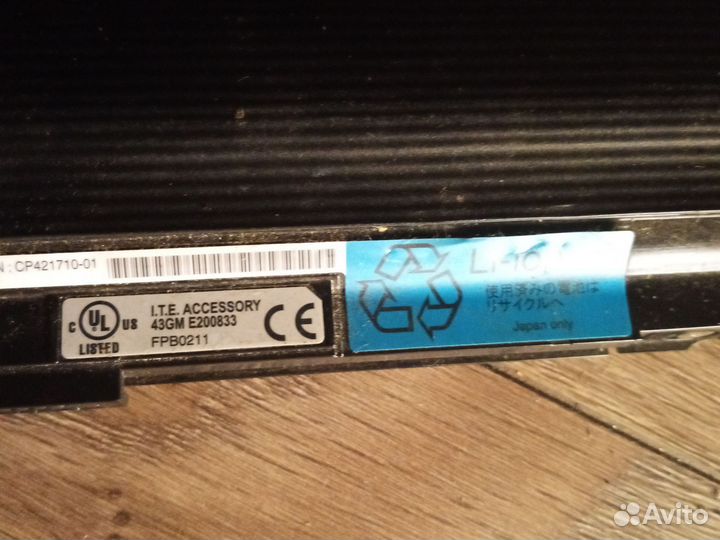 N : CP421710-01
C UL US
LISTED
I.T.E. ACCESSORY
43GM E200833
FPB0211
CE
Li-ion
使用済みの電池は
リサイクルへ
Japan only
Avito